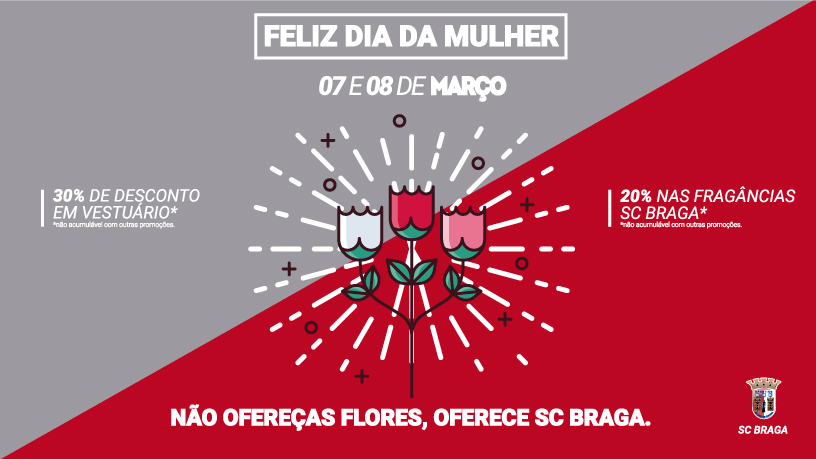 FELIZ DIA DA MULHER
07 E 08 DE MARÇO
30% DE DESCONTO
EM VESTUÁRIO*
*não acumulável com outras promoções.
20% NAS FRAGÂNCIAS
SC BRAGA*
*não acumulável com outras promoções.
NÃO OFEREÇAS FLORES, OFERECE SC BRAGA.
SC BRAGA